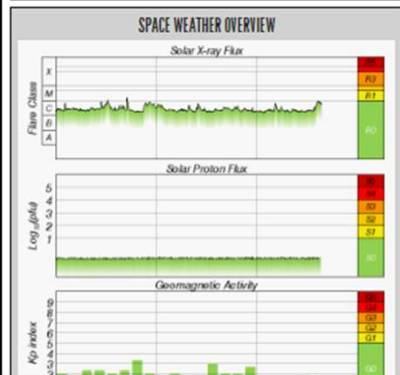 SPACE WEATHER OVERVIEW
Solar X-ray Flux
Flare Class
X
M
C
B
A
R3
R1
R0
Solar Proton Flux
Log₁₀(pfu)
5
4
3
2
1
S5
S4
S3
S2
S1
S0
Geomagnetic Activity
Kp index
9
8
7
6
5
4
3
2
G5
G4
G3
G2
G1
G0